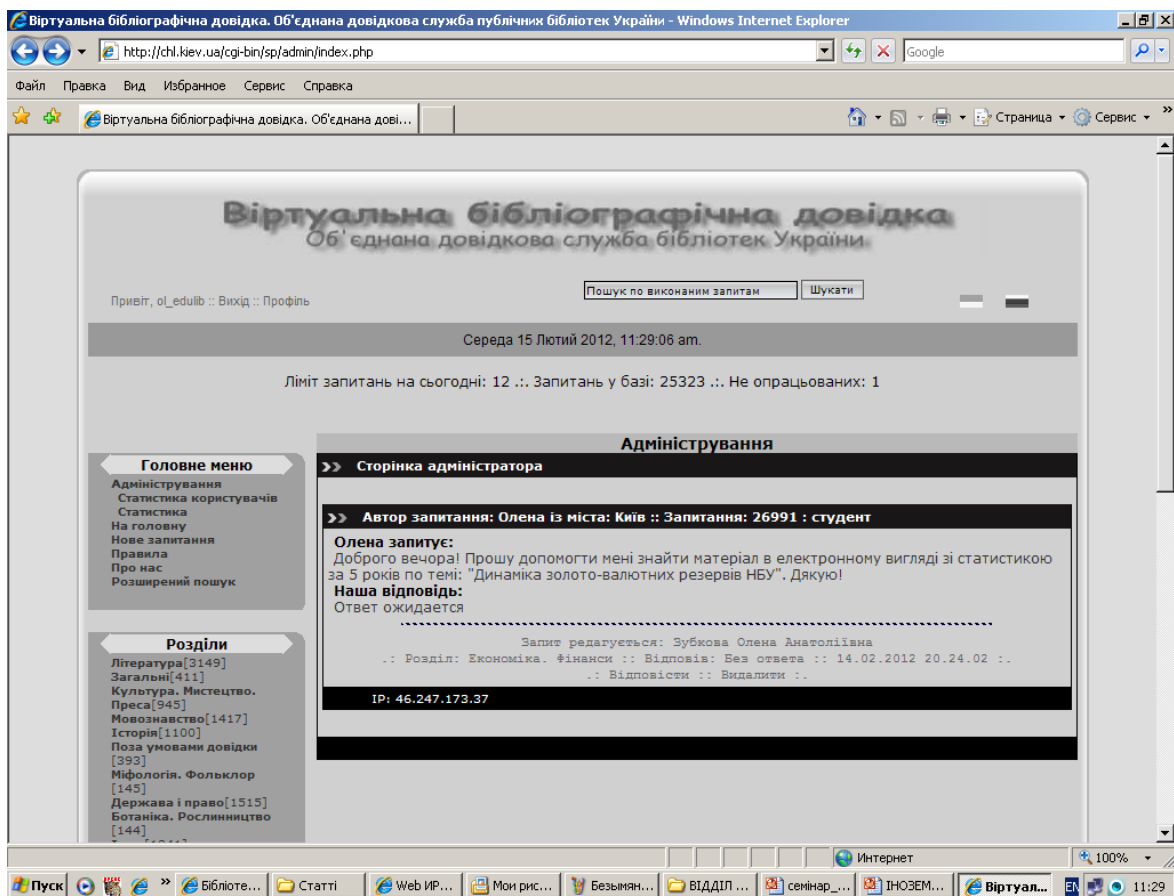 Віртуальна бібліографічна довідка. Об'єднана довідкова служба публічних бібліотек України - Windows Internet Explorer
http://chl.kiev.ua/cgi-bin/sp/admin/index.php
Google
Файл Правка Вид Избранное Сервис Справка
Віртуальна бібліографічна довідка. Об'єднана дові...
Страница
Сервис
Віртуальна бібліографічна довідка
Об'єднана довідкова служба бібліотек України
Привіт, ol_edulib :: Вихід :: Профіль
Пошук по виконаним запитам
Шукати
Середа 15 Лютий 2012, 11:29:06 am.
Ліміт запитань на сьогодні: 12 .:. Запитань у базі: 25323 .:. Не опрацьованих: 1
Головне меню
Адміністрування
Статистика користувачів
Статистика
На головну
Нове запитання
Правила
Про нас
Розширений пошук
Розділи
Література[3149]
Загальні[411]
Культура. Мистецтво.
Преса[945]
Мовознавство[1417]
Історія[1100]
Поза умовами довідки
[393]
Міфологія. Фольклор
[145]
Держава і право[1515]
Ботаніка. Рослинництво
[144]
Адміністрування
Сторінка адміністратора
Автор запитання: Олена із міста: Київ :: Запитання: 26991 : студент
Олена запитує:
Доброго вечора! Прошу допомогти мені знайти матеріал в електронному вигляді зі статистикою
за 5 років по темі: "Динаміка золото-валютних резервів НБУ". Дякую!
Наша відповідь:
Ответ ожидается
Запит редагується: Зубкова Олена Анатоліївна
.: Розділ: Економіка. Фінанси :: Відповів: Без ответа :: 14.02.2012 20.24.02 :.
.: Відповісти :: Видалити :.
IP: 46.247.173.37
Интернет
100%
Пуск
Бібліоте...
Статті
Web ИР...
Мои рис...
Безымян...
ВІДДІЛ ...
семінар_...
ІНОЗЕМ...
Віртуал...
EN
11:29